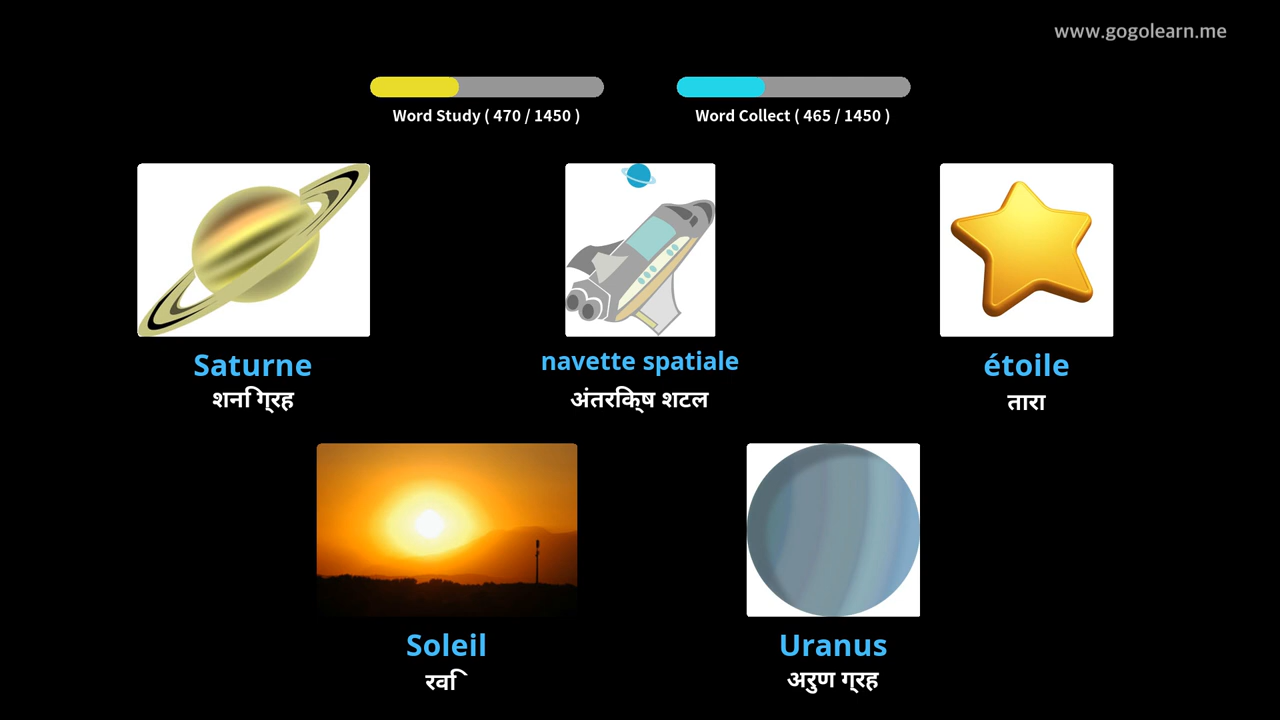 www.gogolearn.me
Word Study ( 470 / 1450 )
Word Collect ( 465 / 1450 )
Saturne
शनि ग्रह
navette spatiale
अंतरिक्ष शटल
étoile
तारा
Soleil
रवि
Uranus
अरुण ग्रह